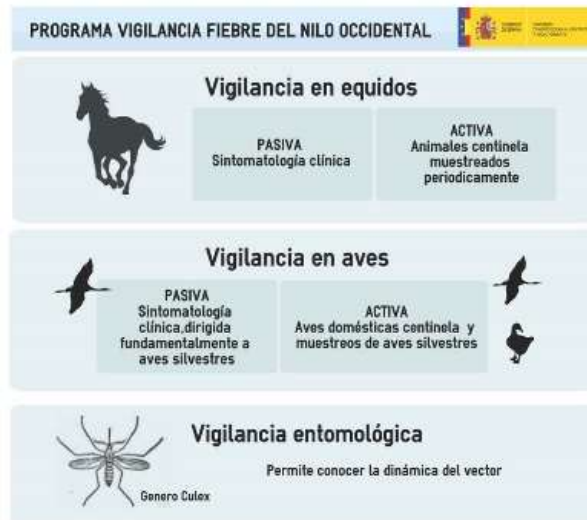 PROGRAMA VIGILANCIA FIEBRE DEL NILO OCCIDENTAL
Vigilancia en equidos
PASIVA
Sintomatología clínica
ACTIVA
Animales centinela
muestreados
periodicamente
Vigilancia en aves
PASIVA
Sintomatología
clínica,dirigida
fundamentalmente a
aves silvestres
ACTIVA
Aves domésticas centinela y
muestreos de aves silvestres
Vigilancia entomológica
Permite conocer la dinámica del vector
Genero Culex